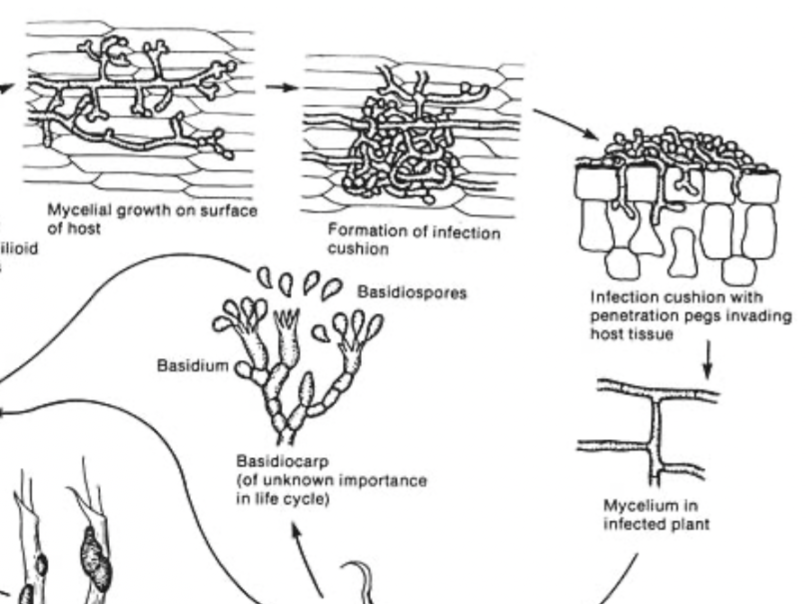 Mycelial growth on surface
of host
ilioid
Formation of infection
cushion
Basidiospores
Infection cushion with
penetration pegs invading
host tissue
Basidium
Basidiocarp
(of unknown importance
in life cycle)
Mycelium in
infected plant